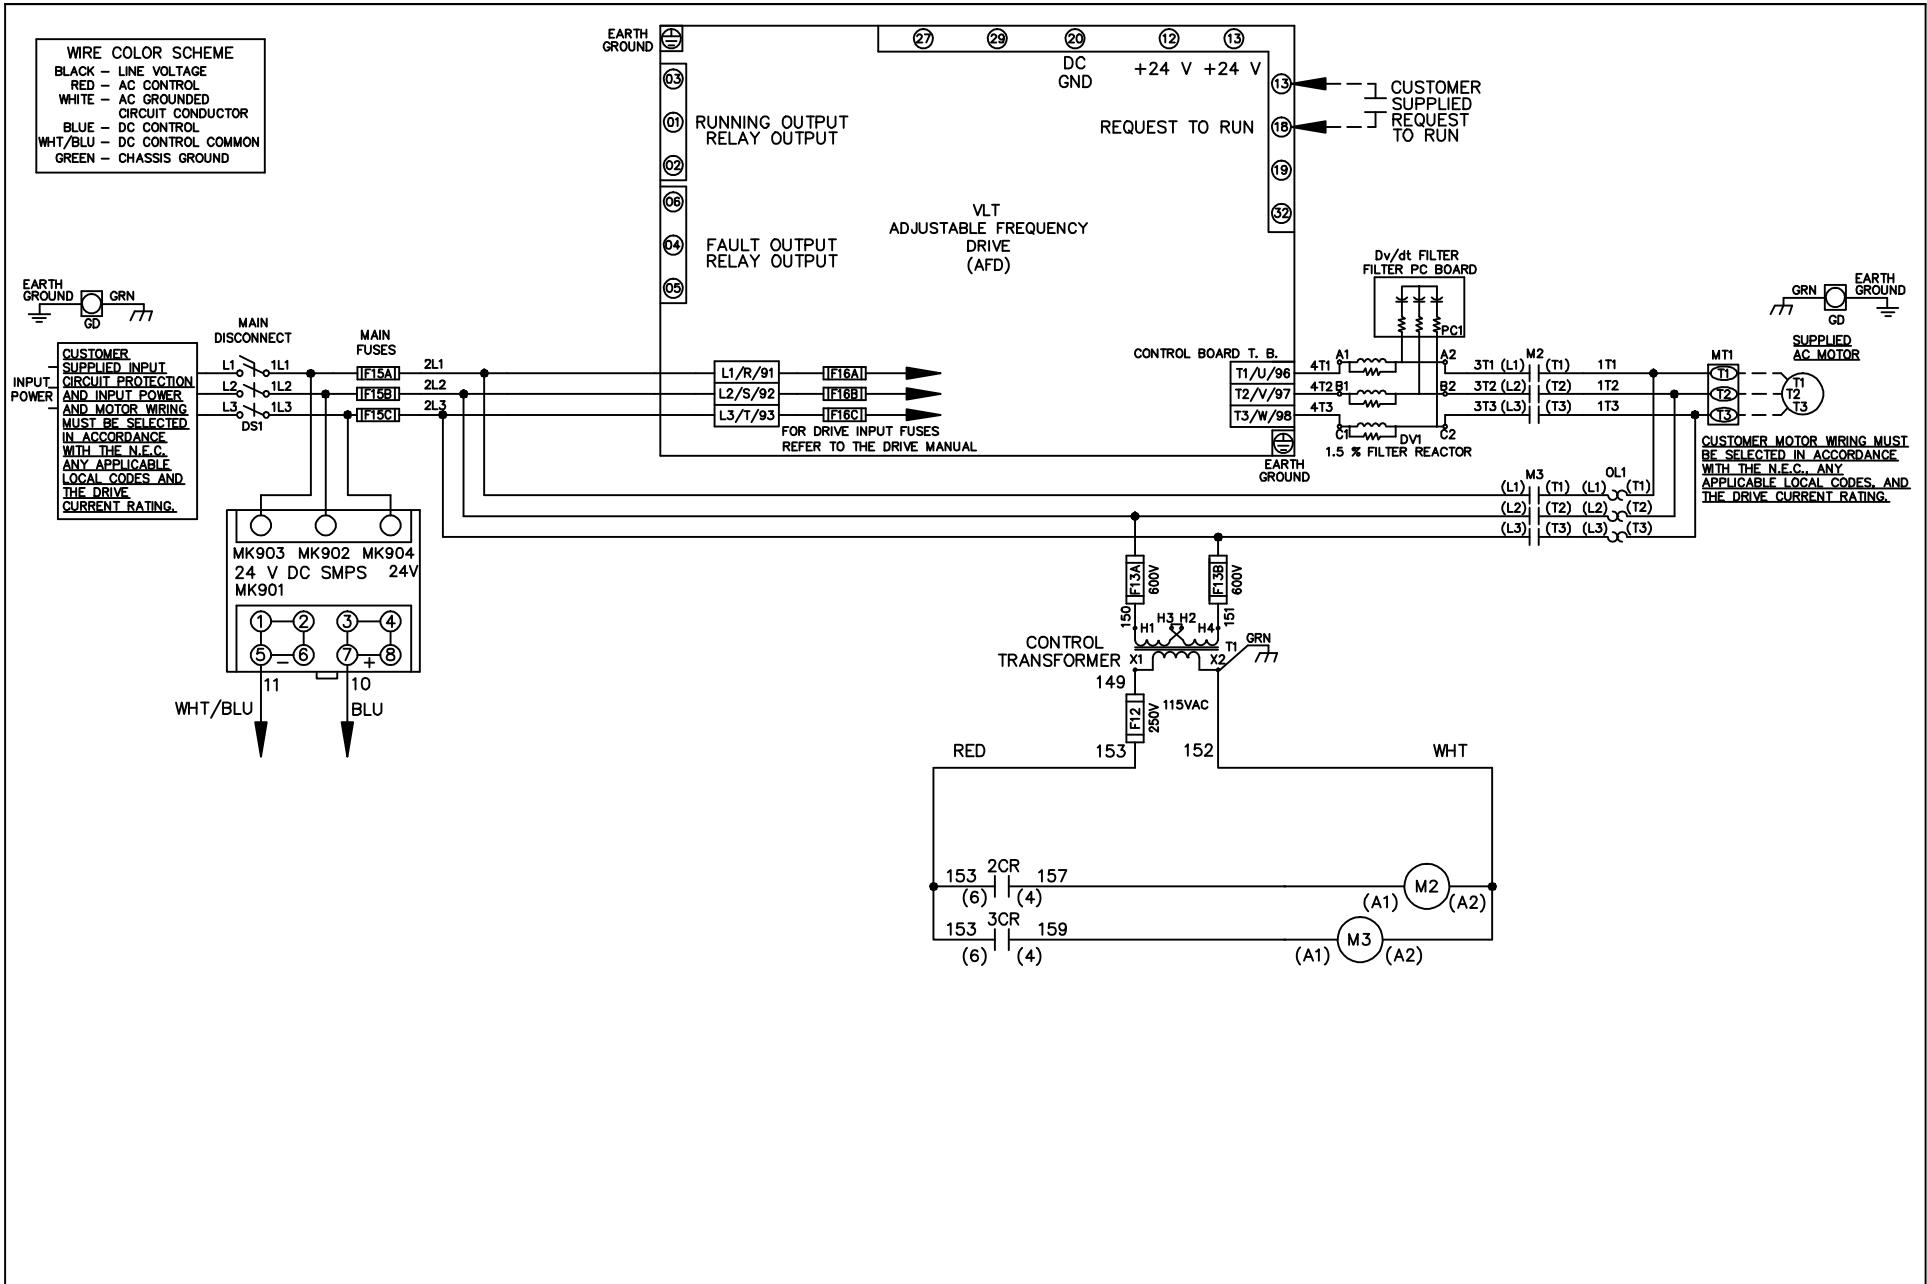 WIRE COLOR SCHEME
BLACK – LINE VOLTAGE
RED – AC CONTROL
WHITE – AC GROUNDED
CIRCUIT CONDUCTOR
BLUE – DC CONTROL
WHT/BLU – DC CONTROL COMMON
GREEN – CHASSIS GROUND
EARTH
GROUND
03
01
02
RUNNING OUTPUT
RELAY OUTPUT
06
04
05
FAULT OUTPUT
RELAY OUTPUT
27 29 20 12 13
DC
GND
+24 V +24 V
13
REQUEST TO RUN 18
19
32
CUSTOMER
SUPPLIED
REQUEST
TO RUN
VLT
ADJUSTABLE FREQUENCY
DRIVE
(AFD)
EARTH
GROUND
GRN
GD
INPUT
POWER
CUSTOMER
SUPPLIED INPUT
CIRCUIT PROTECTION
AND INPUT POWER
AND MOTOR WIRING
MUST BE SELECTED
IN ACCORDANCE
WITH THE N.E.C.
ANY APPLICABLE
LOCAL CODES AND
THE DRIVE
CURRENT RATING.
MAIN
DISCONNECT
L1 1L1
L2 1L2
L3 1L3
DS1
MAIN
FUSES
F15A 2L1
F15B 2L2
F15C 2L3
L1/R/91 F16A
L2/S/92 F16B
L3/T/93 F16C
FOR DRIVE INPUT FUSES
REFER TO THE DRIVE MANUAL
CONTROL BOARD T. B.
T1/U/96 4T1
T2/V/97 4T2
T3/W/98 4T3
EARTH
GROUND
Dv/dt FILTER
FILTER PC BOARD
PC1
A1 A2
B1 B2
C1 C2
DV1
1.5 % FILTER REACTOR
M2
3T1 (L1) (T1) 1T1
3T2 (L2) (T2) 1T2
3T3 (L3) (T3) 1T3
MT1
T1
T2
T3
GRN
GD
EARTH
GROUND
SUPPLIED
AC MOTOR
T1
T2
T3
CUSTOMER MOTOR WIRING MUST
BE SELECTED IN ACCORDANCE
WITH THE N.E.C., ANY
APPLICABLE LOCAL CODES, AND
THE DRIVE CURRENT RATING.
M3 OL1
(L1) (T1) (L1) (T1)
(L2) (T2) (L2) (T2)
(L3) (T3) (L3) (T3)
MK903 MK902 MK904
24 V DC SMPS 24V
MK901
1 2 3 4
5 – 6 7 + 8
11 10
WHT/BLU BLU
F13A 600V
F13B 600V
150 151
H1 H3 H2 H4
CONTROL
TRANSFORMER
X1 X2 T1 GRN
149
F12 250V
115VAC
RED 153 152 WHT
2CR
153 157
(6) (4)
M2
(A1) (A2)
3CR
153 159
(6) (4)
M3
(A1) (A2)